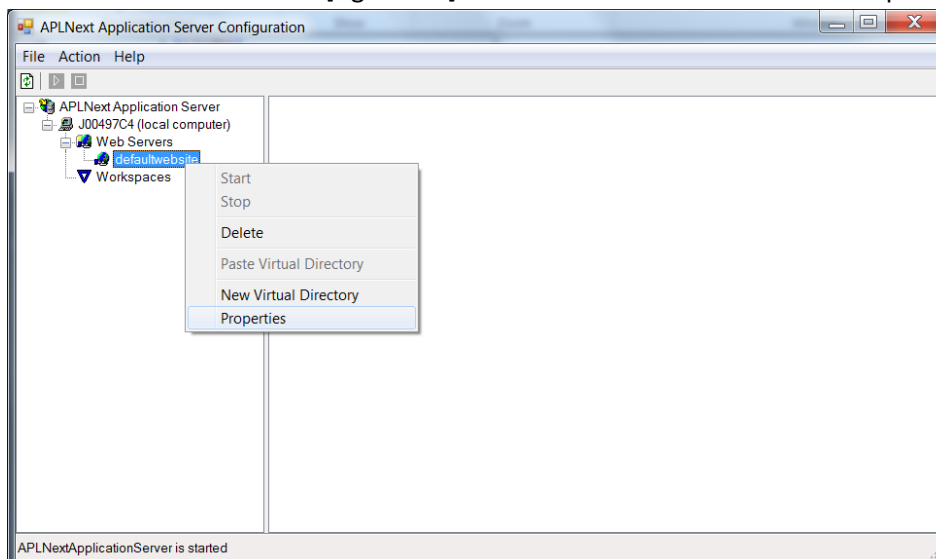 APLNext Application Server Configuration
File Action Help
APLNext Application Server
J00497C4 (local computer)
Web Servers
defaultwebsite
Workspaces
Start
Stop
Delete
Paste Virtual Directory
New Virtual Directory
Properties
APLNextApplicationServer is started